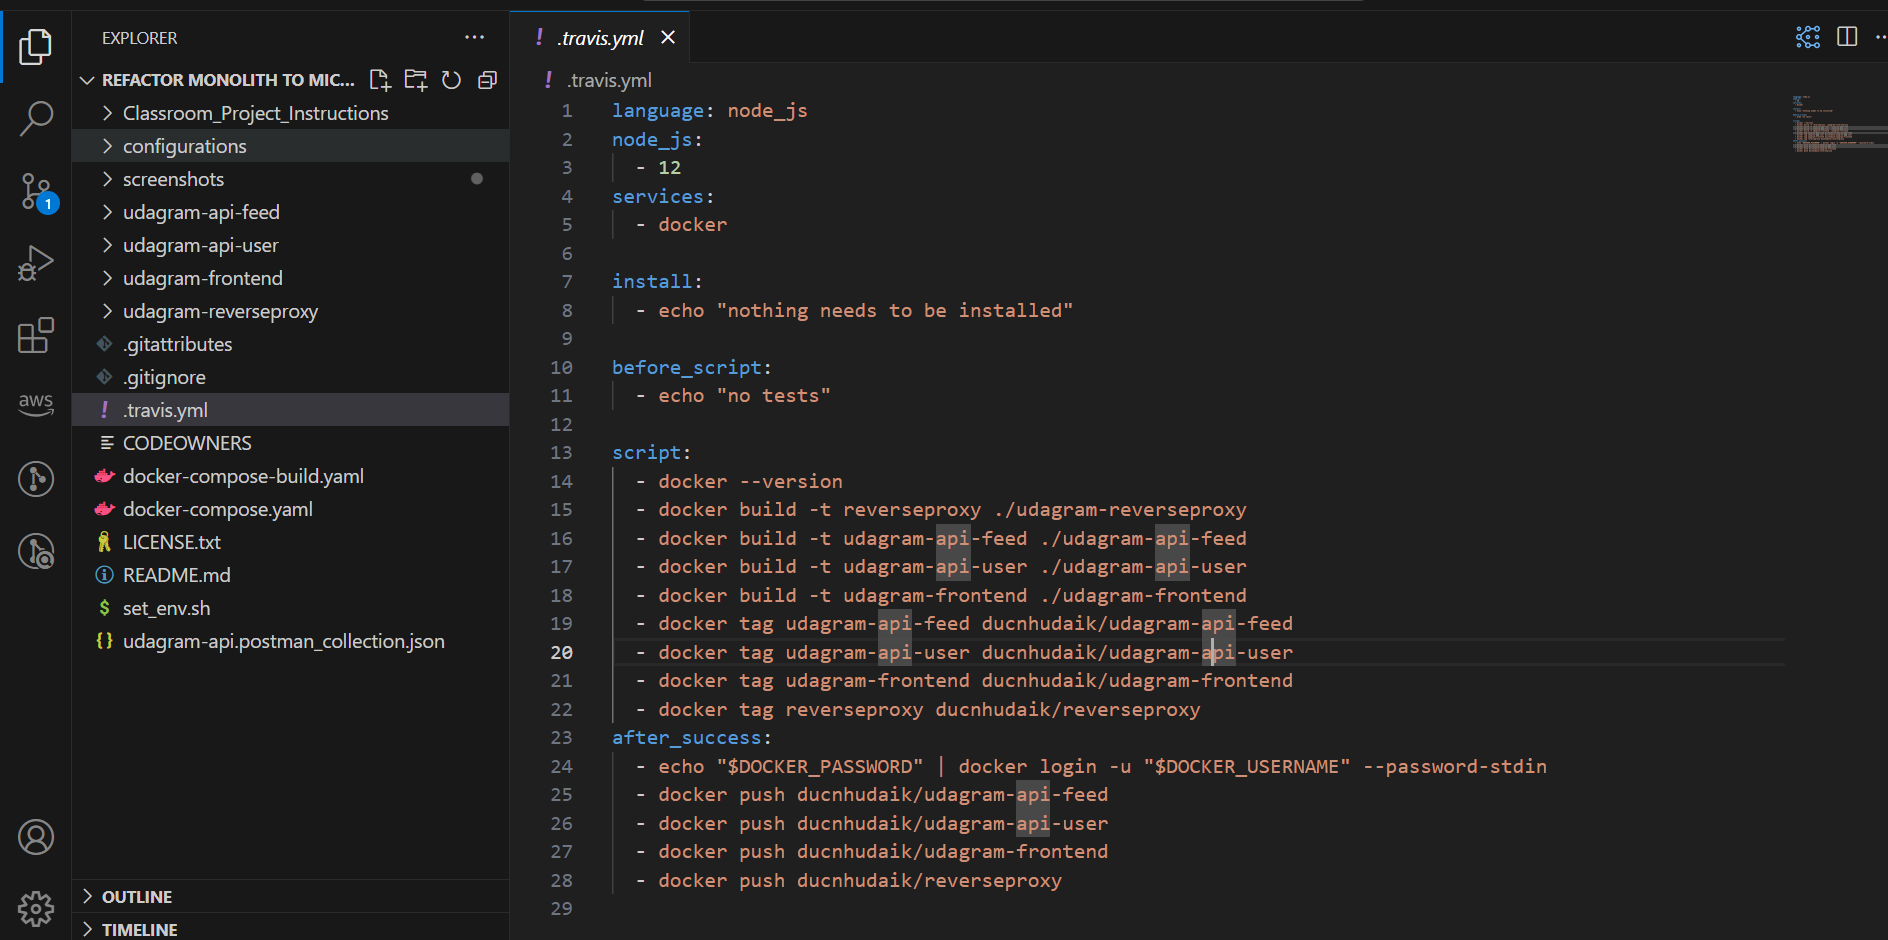 EXPLORER
REFACTOR MONOLITH TO MIC...
Classroom_Project_Instructions
configurations
screenshots
udagram-api-feed
udagram-api-user
udagram-frontend
udagram-reverseproxy
.gitattributes
.gitignore
! .travis.yml
CODEOWNERS
docker-compose-build.yaml
docker-compose.yaml
LICENSE.txt
README.md
$ set_env.sh
{} udagram-api.postman_collection.json
OUTLINE
TIMELINE
1
aws
! .travis.yml
! .travis.yml
1 language: node_js
2 node_js:
3   - 12
4 services:
5   - docker
6
7 install:
8   - echo "nothing needs to be installed"
9
10 before_script:
11   - echo "no tests"
12
13 script:
14   - docker --version
15   - docker build -t reverseproxy ./udagram-reverseproxy
16   - docker build -t udagram-api-feed ./udagram-api-feed
17   - docker build -t udagram-api-user ./udagram-api-user
18   - docker build -t udagram-frontend ./udagram-frontend
19   - docker tag udagram-api-feed ducnhudaik/udagram-api-feed
20   - docker tag udagram-api-user ducnhudaik/udagram-api-user
21   - docker tag udagram-frontend ducnhudaik/udagram-frontend
22   - docker tag reverseproxy ducnhudaik/reverseproxy
23 after_success:
24   - echo "$DOCKER_PASSWORD" | docker login -u "$DOCKER_USERNAME" --password-stdin
25   - docker push ducnhudaik/udagram-api-feed
26   - docker push ducnhudaik/udagram-api-user
27   - docker push ducnhudaik/udagram-frontend
28   - docker push ducnhudaik/reverseproxy
29